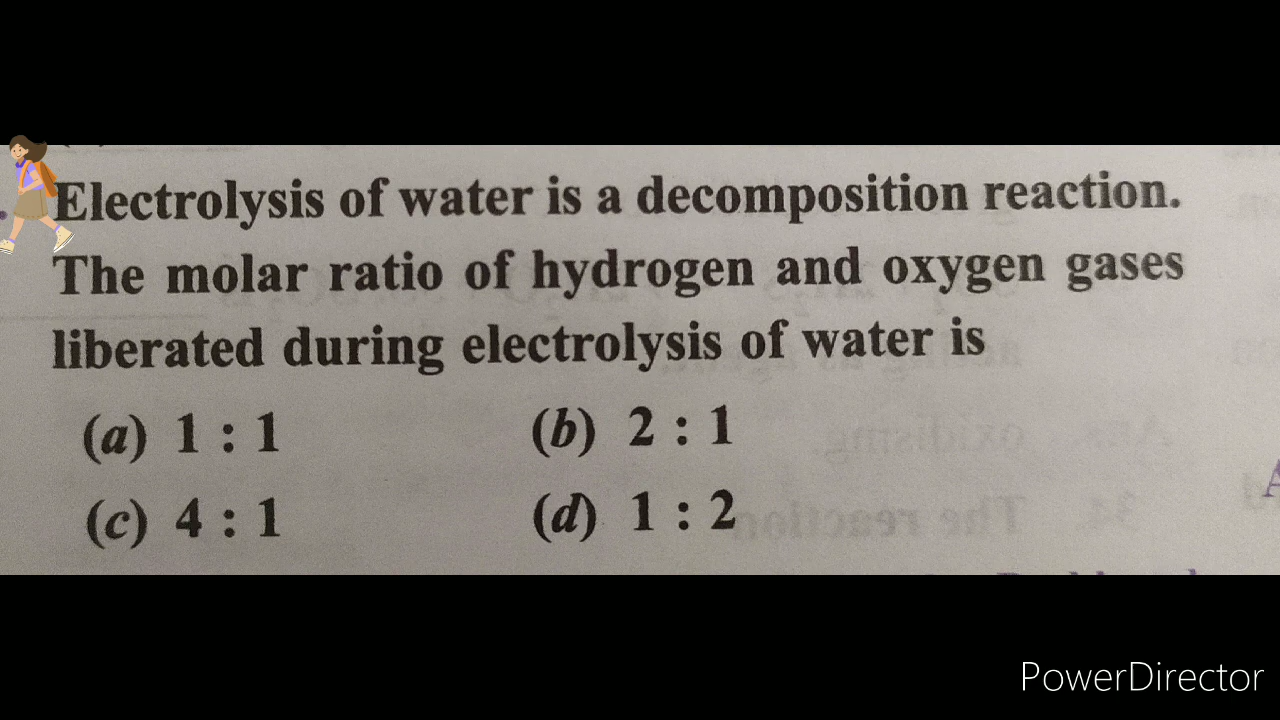 Electrolysis of water is a decomposition reaction.
The molar ratio of hydrogen and oxygen gases
liberated during electrolysis of water is
(a) 1 : 1 (b) 2 : 1
(c) 4 : 1 (d) 1 : 2
PowerDirector